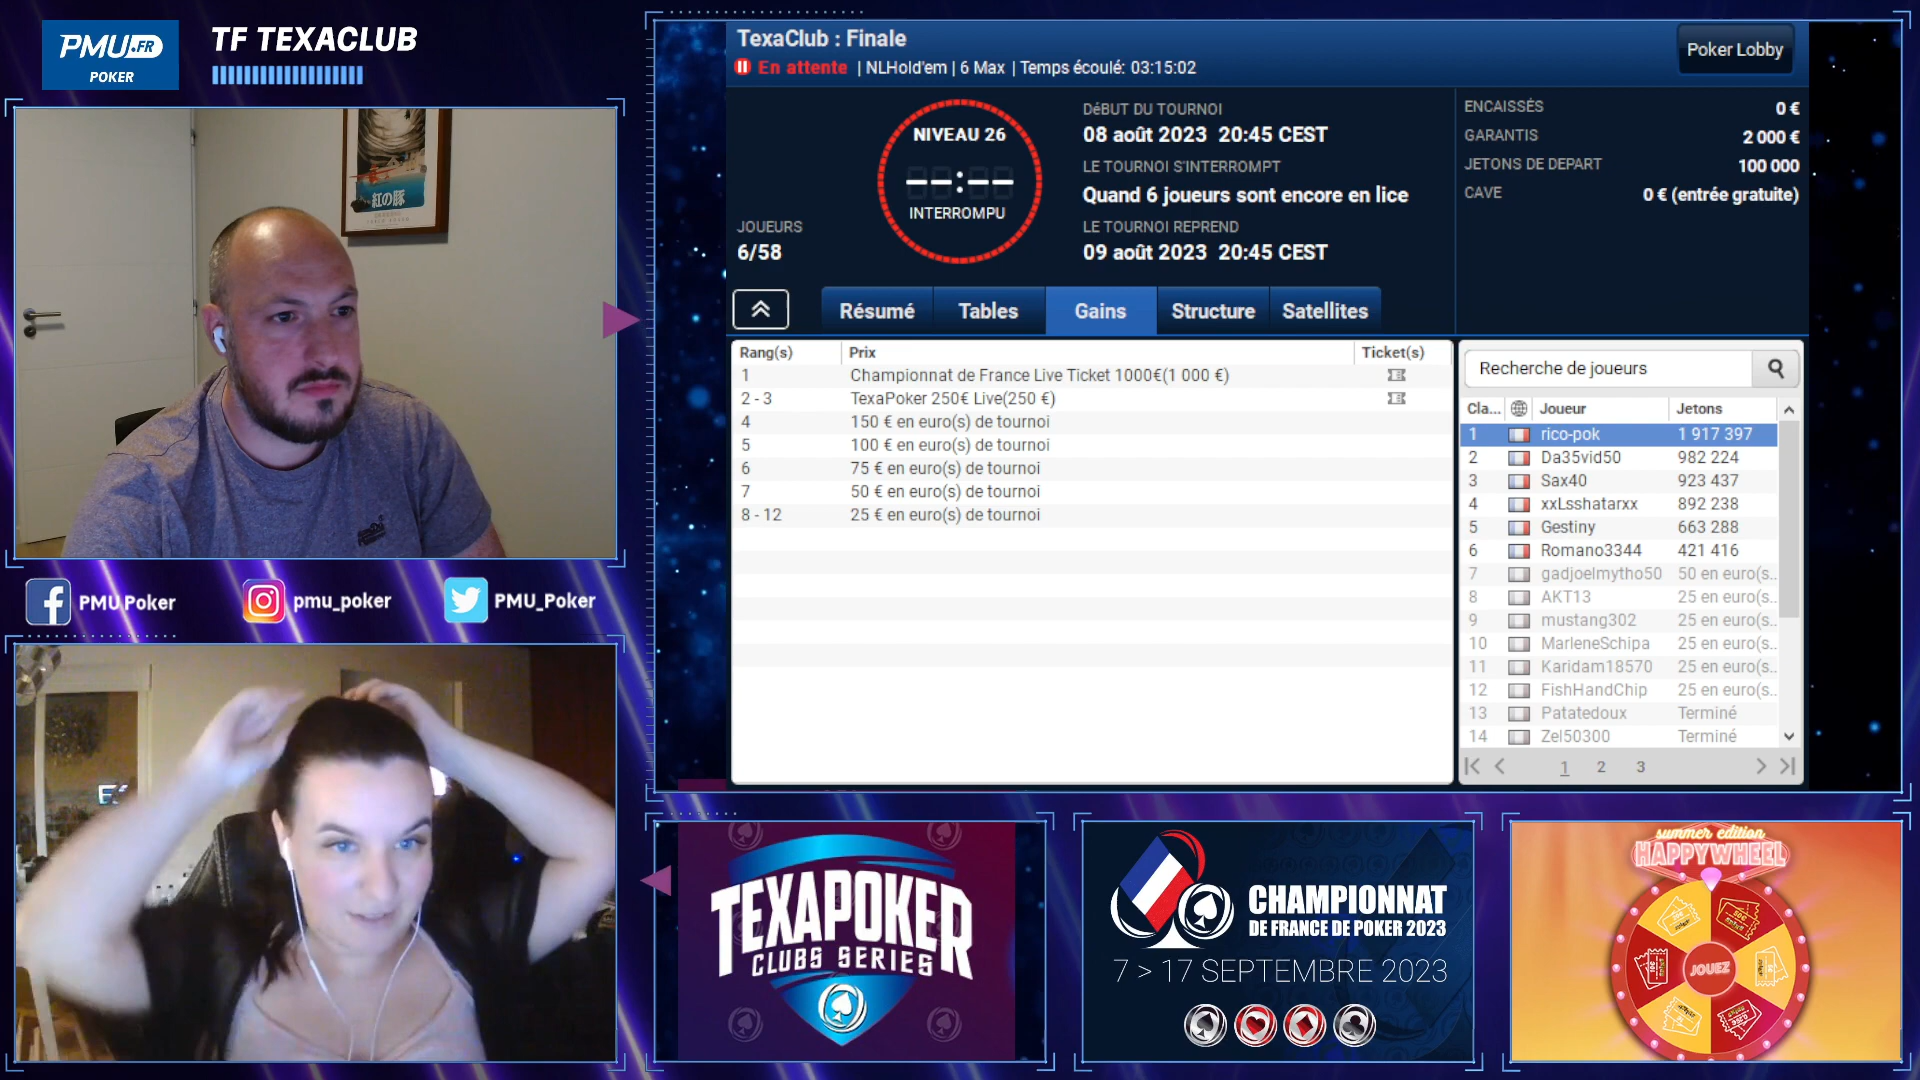 PMU.FR
POKER
TF TEXACLUB
紅の豚
PMU Poker
pmu_poker
PMU_Poker
TexaClub : Finale
En attente | NLHold'em | 6 Max | Temps écoulé: 03:15:02
Poker Lobby
JOUEURS
6/58
NIVEAU 26
--:--
INTERROMPU
DéBUT DU TOURNOI
08 août 2023 20:45 CEST
LE TOURNOI S'INTERROMPT
Quand 6 joueurs sont encore en lice
LE TOURNOI REPREND
09 août 2023 20:45 CEST
ENCAISSÉS 0 €
GARANTIS 2 000 €
JETONS DE DEPART 100 000
CAVE 0 € (entrée gratuite)
Résumé Tables Gains Structure Satellites
Rang(s) Prix Ticket(s)
1 Championnat de France Live Ticket 1000€(1 000 €)
2 - 3 TexaPoker 250€ Live(250 €)
4 150 € en euro(s) de tournoi
5 100 € en euro(s) de tournoi
6 75 € en euro(s) de tournoi
7 50 € en euro(s) de tournoi
8 - 12 25 € en euro(s) de tournoi
Recherche de joueurs
Cla... Joueur Jetons
1 rico-pok 1 917 397
2 Da35vid50 982 224
3 Sax40 923 437
4 xxLsshatarxx 892 238
5 Gestiny 663 288
6 Romano3344 421 416
7 gadjoelmytho50 50 en euro(s...
8 AKT13 25 en euro(s...
9 mustang302 25 en euro(s...
10 MarleneSchipa 25 en euro(s...
11 Karidam18570 25 en euro(s...
12 FishHandChip 25 en euro(s...
13 Patatedoux Terminé
14 Zel50300 Terminé
1 2 3
TEXAPOKER
CLUBS SERIES
CHAMPIONNAT
DE FRANCE DE POKER 2023
7 > 17 SEPTEMBRE 2023
summer edition
HAPPYWHEEL
JOUEZ